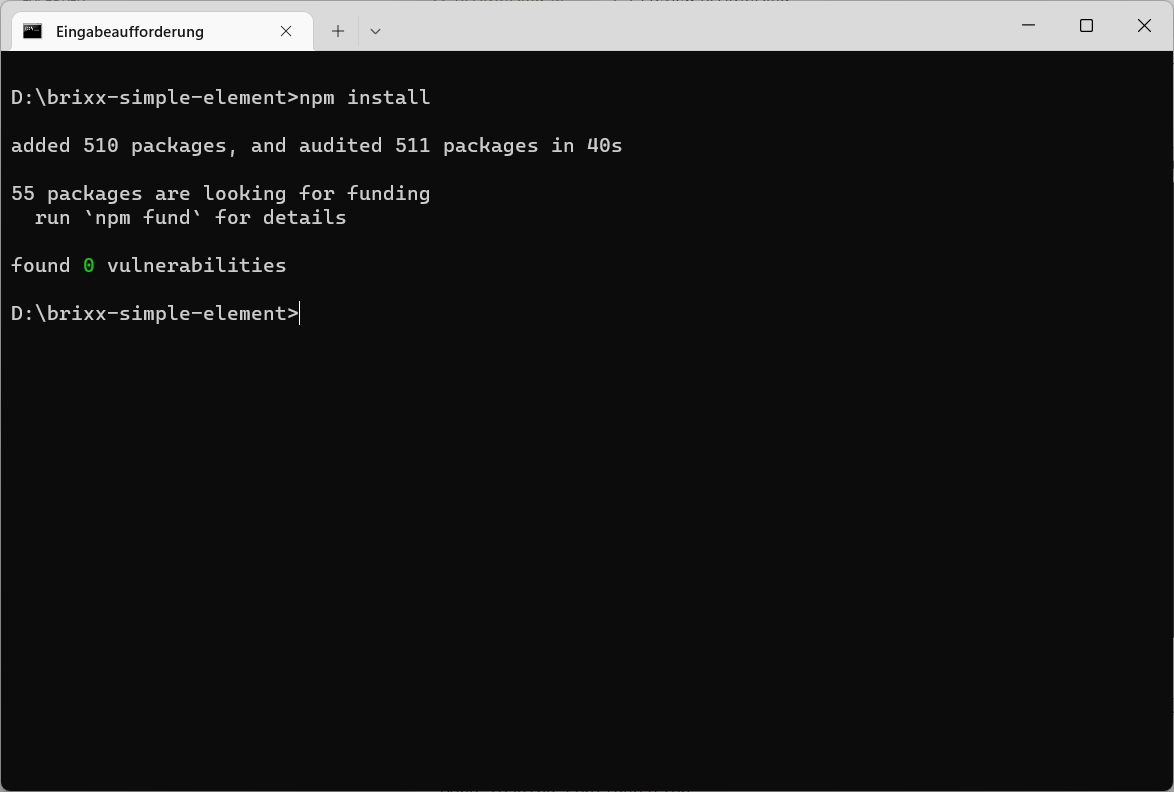 Eingabeaufforderung
D:\brixx-simple-element>npm install
added 510 packages, and audited 511 packages in 40s
55 packages are looking for funding
  run `npm fund` for details
found 0 vulnerabilities
D:\brixx-simple-element>